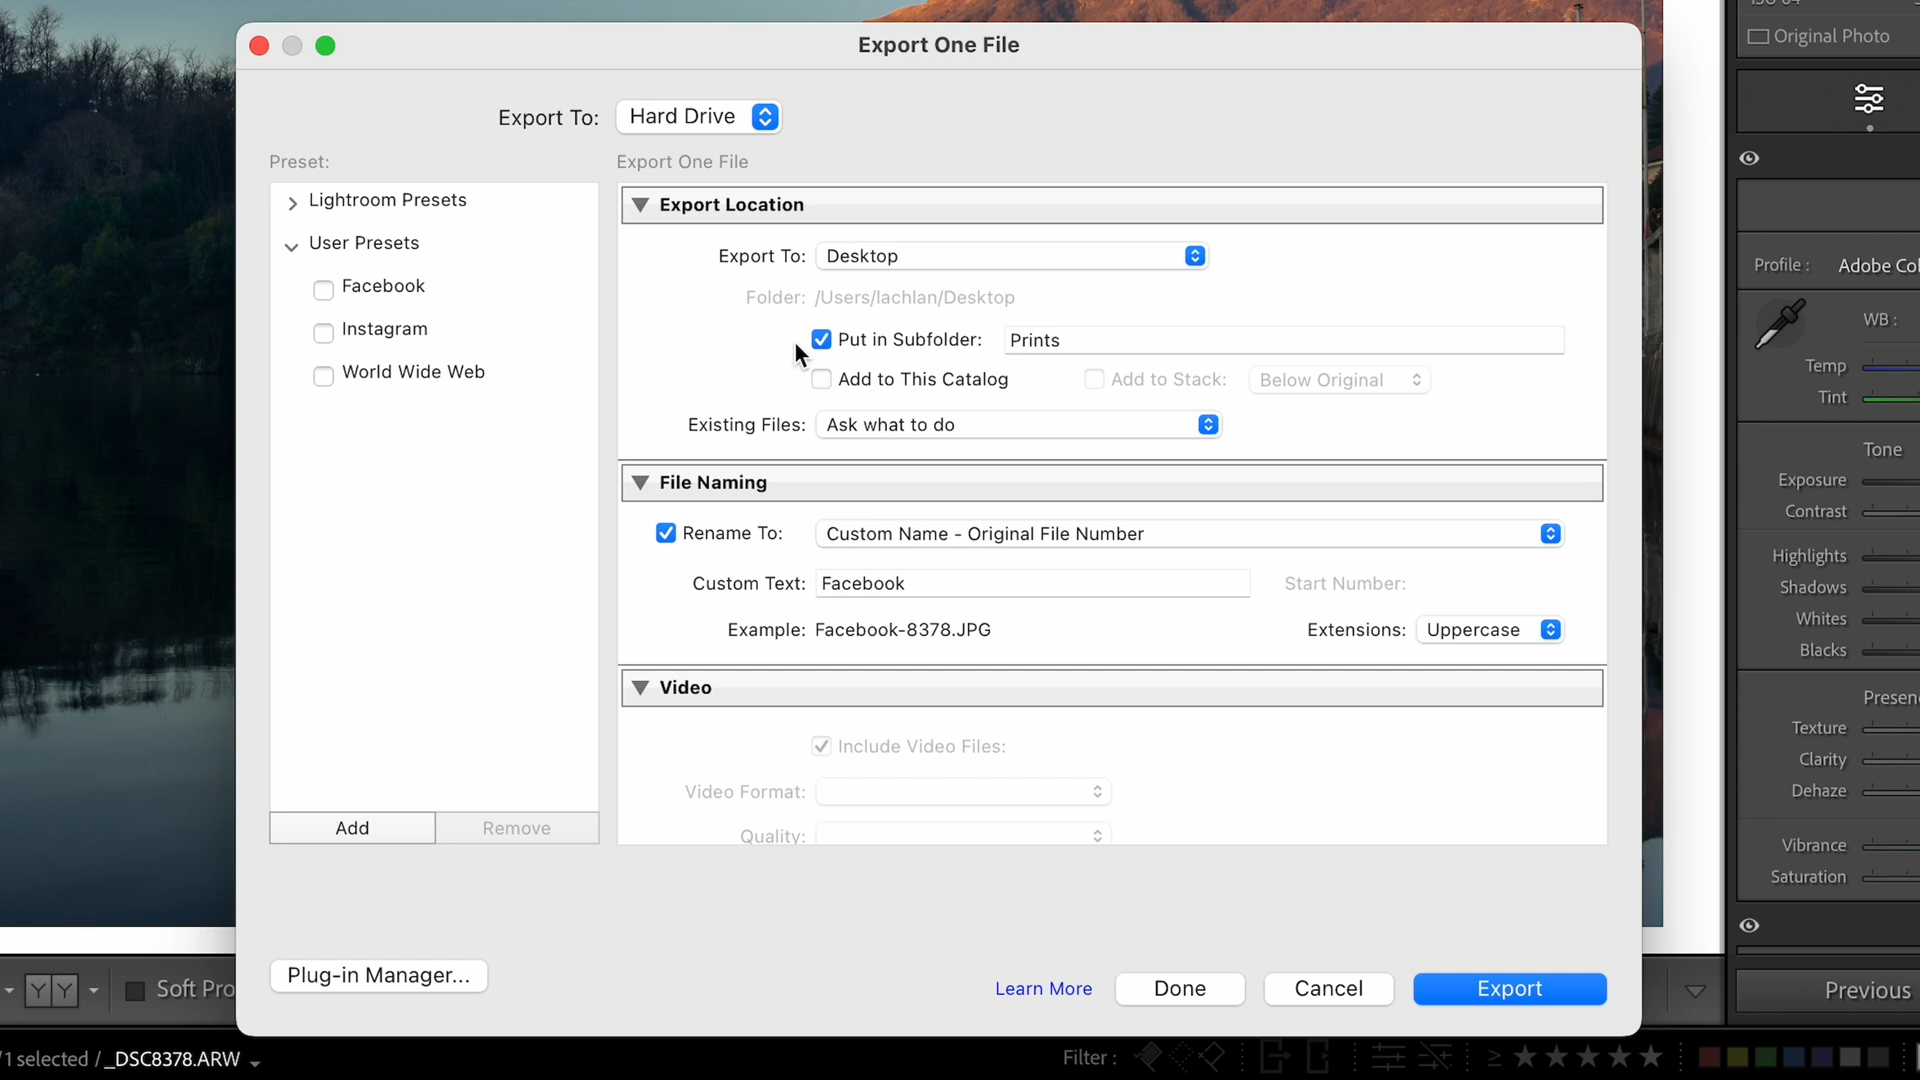 Export One File
ISO 64
Original Photo
Export To: Hard Drive
Preset:
Export One File
Lightroom Presets
User Presets
Facebook
Instagram
World Wide Web
Add
Remove
Export Location
Export To: Desktop
Folder: /Users/lachlan/Desktop
Put in Subfolder: Prints
Add to This Catalog
Add to Stack: Below Original
Existing Files: Ask what to do
File Naming
Rename To: Custom Name - Original File Number
Custom Text: Facebook
Start Number:
Example: Facebook-8378.JPG
Extensions: Uppercase
Video
Include Video Files:
Video Format:
Quality:
Plug-in Manager...
Learn More
Done
Cancel
Export
Profile : Adobe Col
WB :
Temp
Tint
Tone
Exposure
Contrast
Highlights
Shadows
Whites
Blacks
Presenc
Texture
Clarity
Dehaze
Vibrance
Saturation
Previous
YY
Soft Pro
/1 selected / _DSC8378.ARW
Filter :
≥ ★★★★★